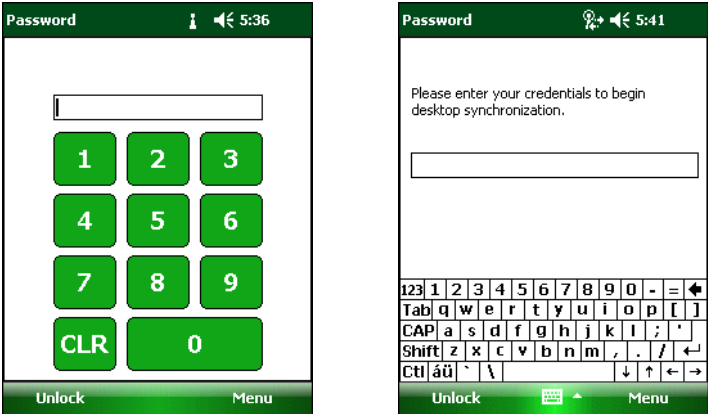 Password 5:36
1 2 3
4 5 6
7 8 9
CLR 0
Unlock Menu
Password 5:41
Please enter your credentials to begin
desktop synchronization.
123 1 2 3 4 5 6 7 8 9 0 - = 🡄
Tab q w e r t y u i o p [ ]
CAP a s d f g h j k l ; '
Shift z x c v b n m , . / ↵
Ctl áü ` \ ↓ ↑ ← →
Unlock Menu